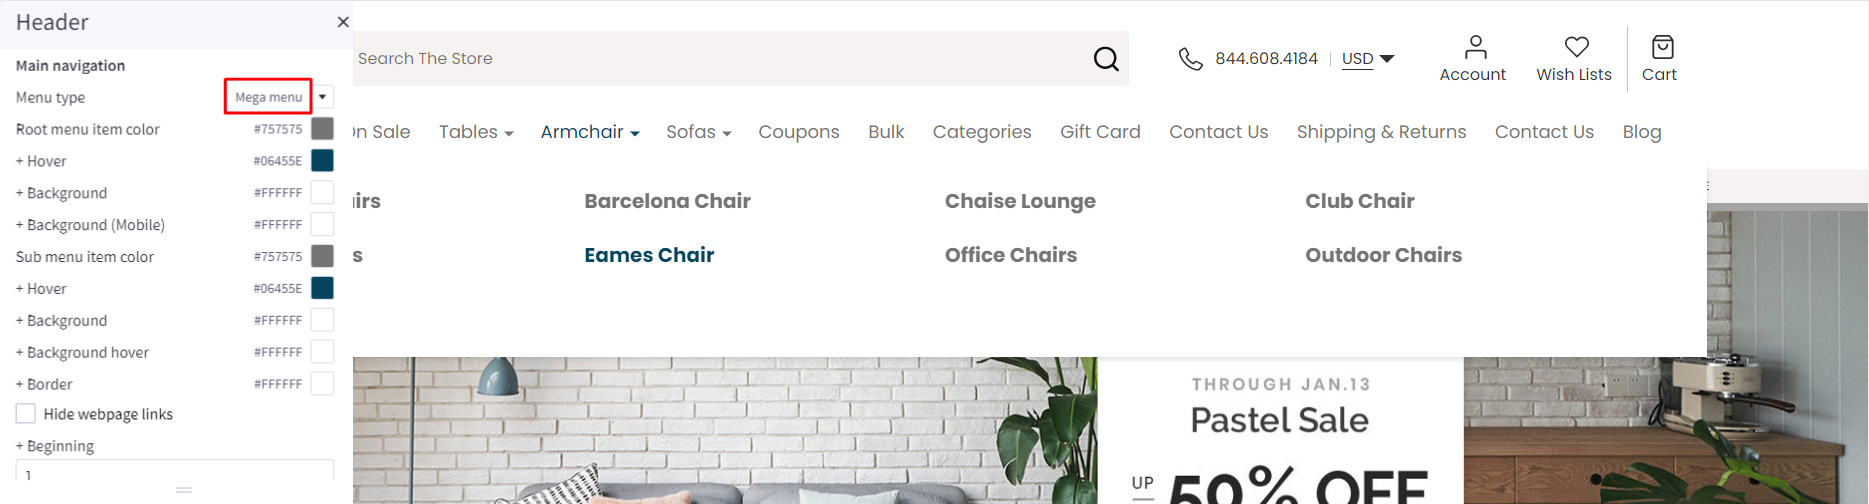 Header
Main navigation
Menu type Mega menu
Root menu item color #757575
+ Hover #06455E
+ Background #FFFFFF
+ Background (Mobile) #FFFFFF
Sub menu item color #757575
+ Hover #06455E
+ Background #FFFFFF
+ Background hover #FFFFFF
+ Border #FFFFFF
Hide webpage links
+ Beginning
1
Search The Store
844.608.4184 | USD
Account
Wish Lists
Cart
On Sale Tables Armchair Sofas Coupons Bulk Categories Gift Card Contact Us Shipping & Returns Contact Us Blog
irs Barcelona Chair Chaise Lounge Club Chair
s Eames Chair Office Chairs Outdoor Chairs
E
THROUGH JAN.13
Pastel Sale
UP 50% OFF